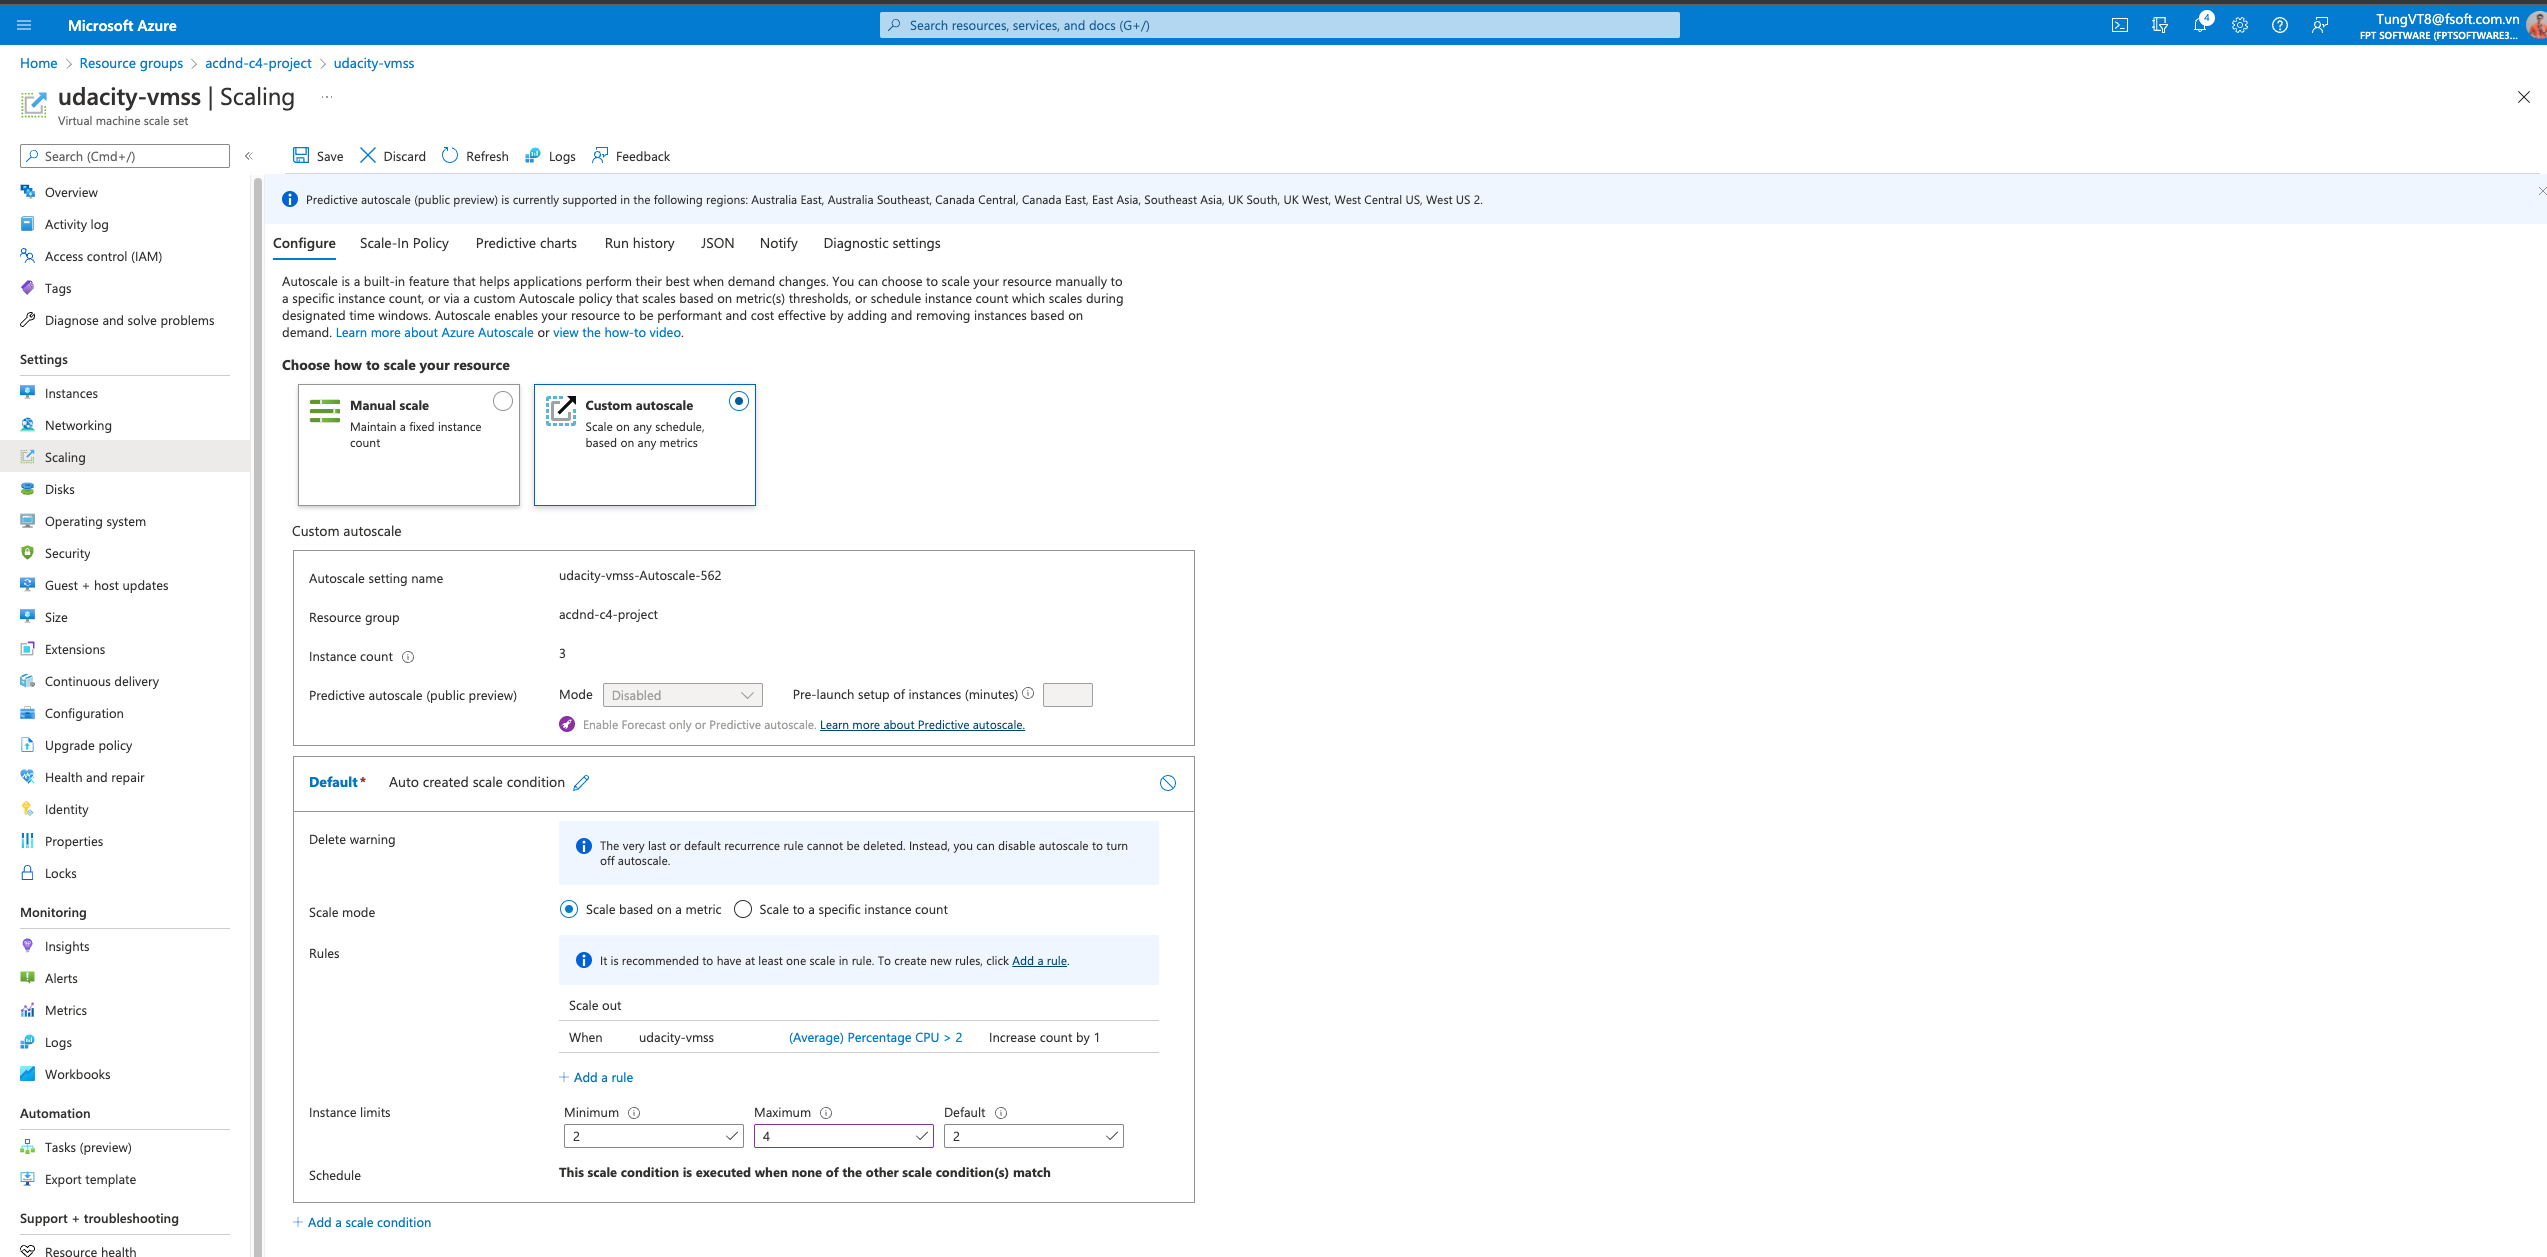 Microsoft Azure
Search resources, services, and docs (G+/)
4
TungVT8@fsoft.com.vn
FPT SOFTWARE (FPTSOFTWARE3...
Home > Resource groups > acdnd-c4-project > udacity-vmss
udacity-vmss | Scaling ...
Virtual machine scale set
Search (Cmd+/)
«
Save
Discard
Refresh
Logs
Feedback
Overview
Activity log
Access control (IAM)
Tags
Diagnose and solve problems
Settings
Instances
Networking
Scaling
Disks
Operating system
Security
Guest + host updates
Size
Extensions
Continuous delivery
Configuration
Upgrade policy
Health and repair
Identity
Properties
Locks
Monitoring
Insights
Alerts
Metrics
Logs
Workbooks
Automation
Tasks (preview)
Export template
Support + troubleshooting
Resource health
Predictive autoscale (public preview) is currently supported in the following regions: Australia East, Australia Southeast, Canada Central, Canada East, East Asia, Southeast Asia, UK South, UK West, West Central US, West US 2.
Configure Scale-In Policy Predictive charts Run history JSON Notify Diagnostic settings
Autoscale is a built-in feature that helps applications perform their best when demand changes. You can choose to scale your resource manually to
a specific instance count, or via a custom Autoscale policy that scales based on metric(s) thresholds, or schedule instance count which scales during
designated time windows. Autoscale enables your resource to be performant and cost effective by adding and removing instances based on
demand. Learn more about Azure Autoscale or view the how-to video.
Choose how to scale your resource
Manual scale
Maintain a fixed instance
count
Custom autoscale
Scale on any schedule,
based on any metrics
Custom autoscale
Autoscale setting name udacity-vmss-Autoscale-562
Resource group acdnd-c4-project
Instance count 3
Predictive autoscale (public preview) Mode Disabled Pre-launch setup of instances (minutes)
Enable Forecast only or Predictive autoscale. Learn more about Predictive autoscale.
Default* Auto created scale condition
Delete warning
The very last or default recurrence rule cannot be deleted. Instead, you can disable autoscale to turn
off autoscale.
Scale mode Scale based on a metric Scale to a specific instance count
Rules
It is recommended to have at least one scale in rule. To create new rules, click Add a rule.
Scale out
When udacity-vmss (Average) Percentage CPU > 2 Increase count by 1
+ Add a rule
Instance limits
Minimum Maximum Default
2 4 2
Schedule This scale condition is executed when none of the other scale condition(s) match
+ Add a scale condition